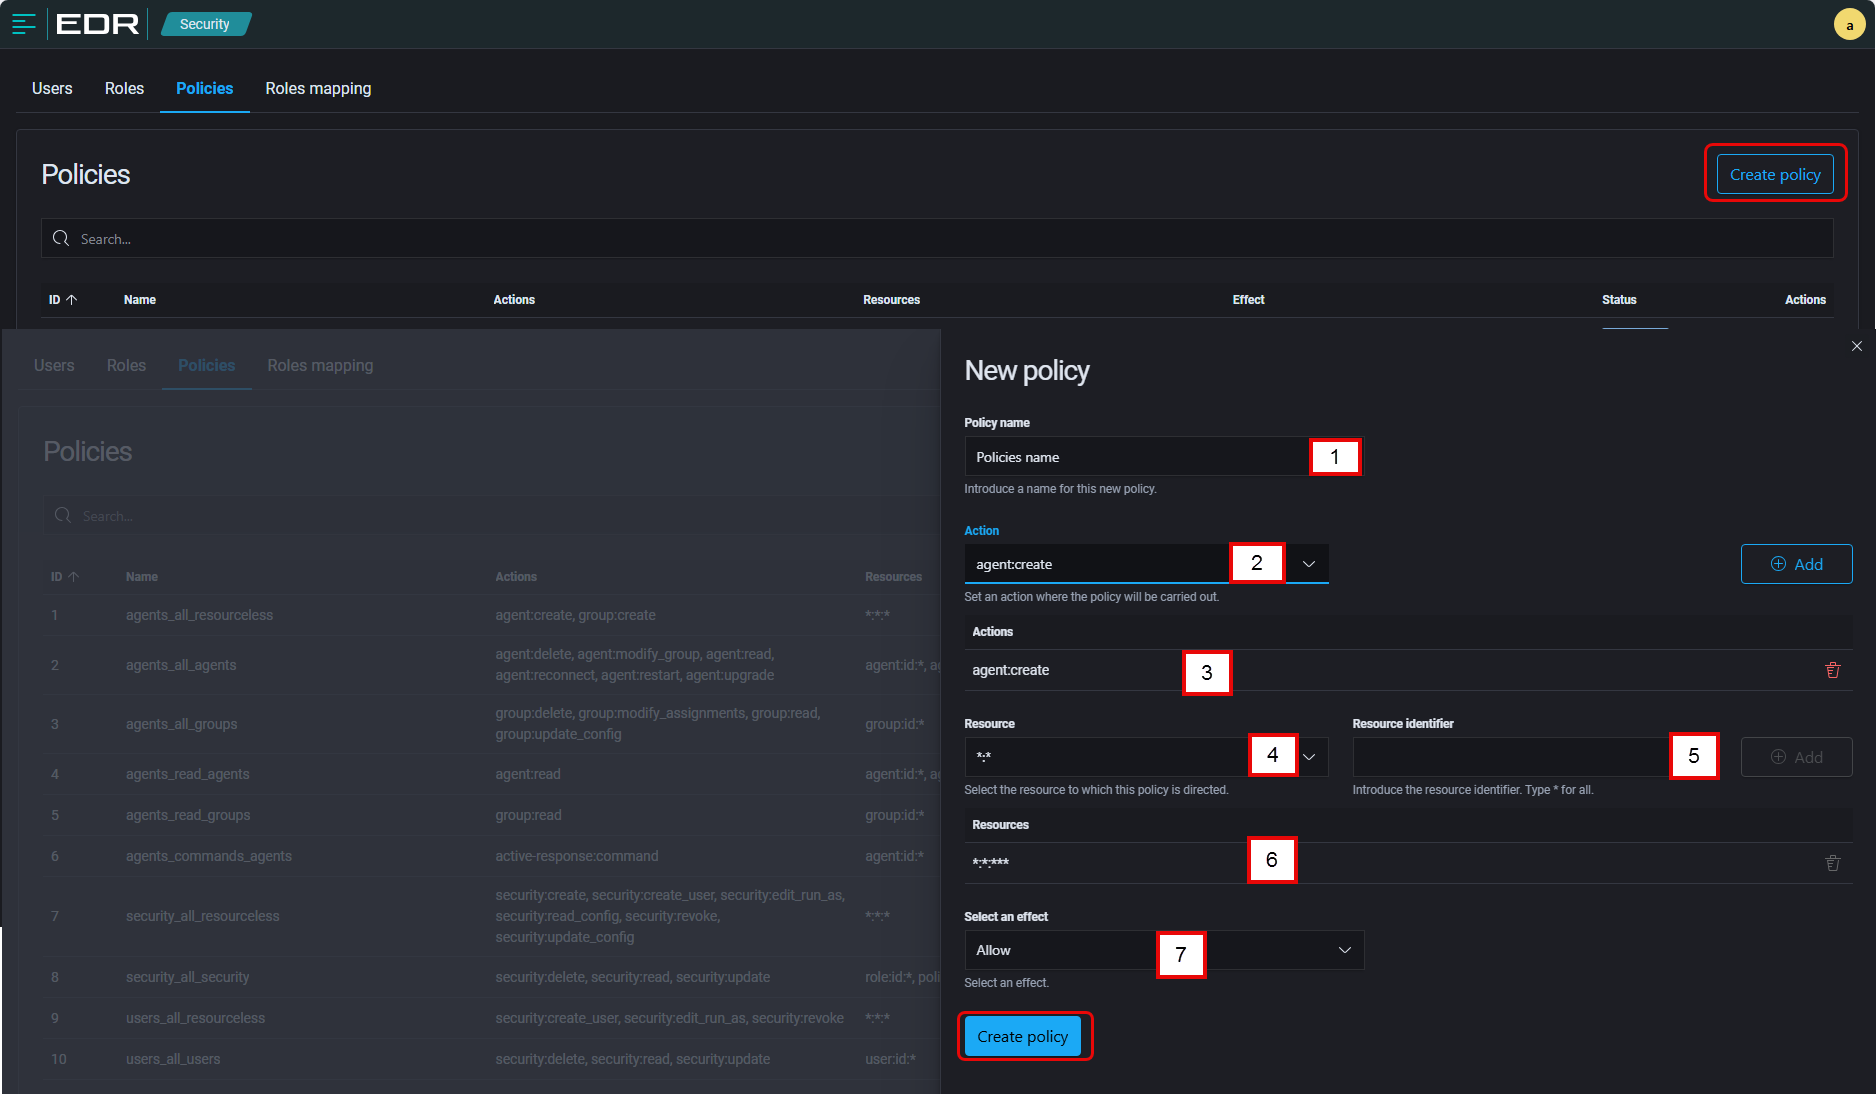 EDR Security a
Users Roles Policies Roles mapping
Policies Create policy
Search...
ID Name Actions Resources Effect Status Actions
Users Roles Policies Roles mapping
Policies
Search...
ID Name Actions Resources
1 agents_all_resourceless agent:create, group:create *:*:*
2 agents_all_agents agent:delete, agent:modify_group, agent:read,
agent:reconnect, agent:restart, agent:upgrade agent:id:*, ag
3 agents_all_groups group:delete, group:modify_assignments, group:read,
group:update_config group:id:*
4 agents_read_agents agent:read agent:id:*, ag
5 agents_read_groups group:read group:id:*
6 agents_commands_agents active-response:command agent:id:*
7 security_all_resourceless security:create, security:create_user, security:edit_run_as,
security:read_config, security:revoke, *:*:*
security:update_config
8 security_all_security security:delete, security:read, security:update role:id:*, poli
9 users_all_resourceless security:create_user, security:edit_run_as, security:revoke *:*:*
10 users_all_users security:delete, security:read, security:update user:id:*
New policy
Policy name
Policies name 1
Introduce a name for this new policy.
Action
agent:create 2 Add
Set an action where the policy will be carried out.
Actions
agent:create 3
Resource Resource identifier
*:* 4 5 Add
Select the resource to which this policy is directed. Introduce the resource identifier. Type * for all.
Resources
*:*:*** 6
Select an effect
Allow 7
Select an effect.
Create policy